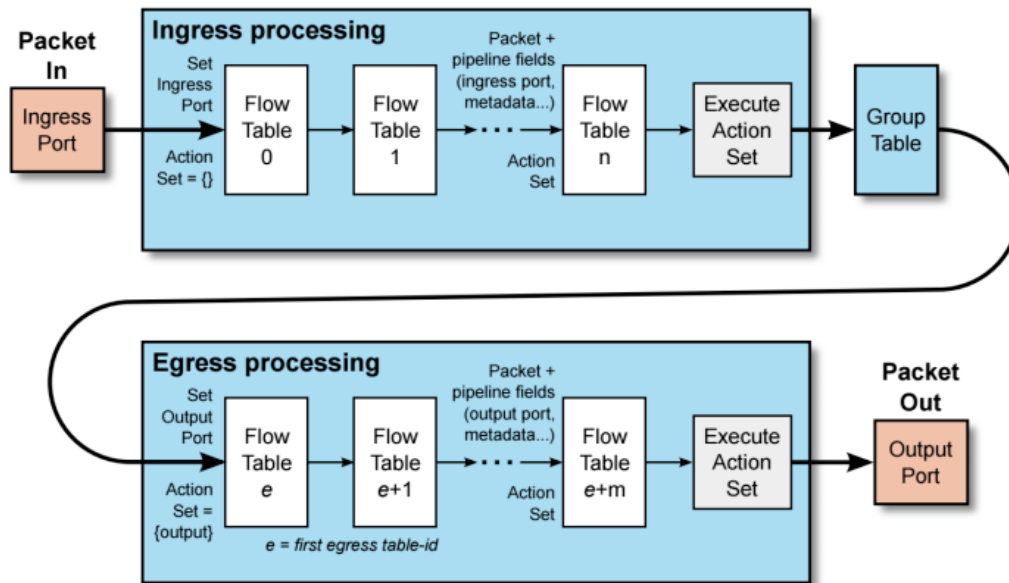 Ingress processing
Packet
In
Ingress
Port
Set
Ingress
Port
Action
Set = {}
Flow
Table
0
Flow
Table
1
Packet +
pipeline fields
(ingress port,
metadata...)
Action
Set
Flow
Table
n
Execute
Action
Set
Group
Table
Egress processing
Set
Output
Port
Action
Set =
{output}
Flow
Table
e
Flow
Table
e+1
e = first egress table-id
Packet +
pipeline fields
(output port,
metadata...)
Action
Set
Flow
Table
e+m
Execute
Action
Set
Packet
Out
Output
Port